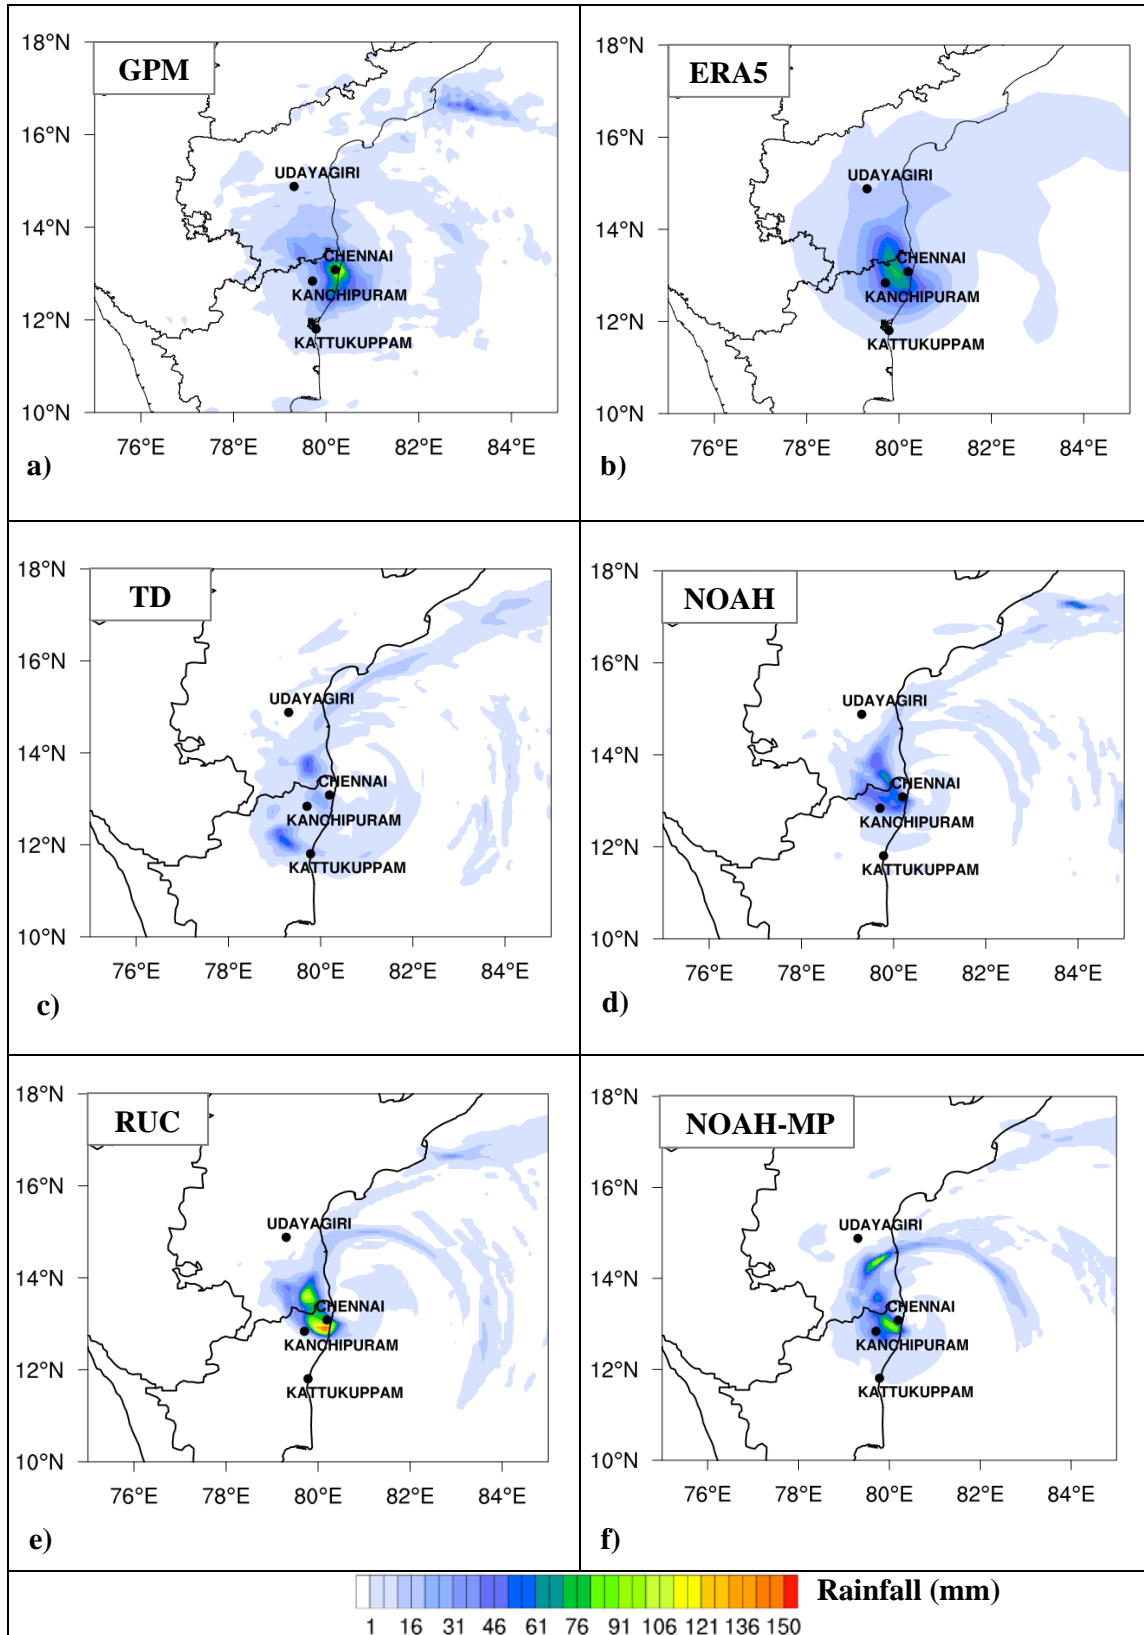 18°N
GPM
16°N
UDAYAGIRI
14°N
CHENNAI
KANCHIPURAM
12°N
KATTUKUPPAM
10°N
76°E 78°E 80°E 82°E 84°E
a)
18°N
ERA5
16°N
UDAYAGIRI
14°N
CHENNAI
KANCHIPURAM
12°N
KATTUKUPPAM
10°N
76°E 78°E 80°E 82°E 84°E
b)
18°N
TD
16°N
UDAYAGIRI
14°N
CHENNAI
KANCHIPURAM
12°N
KATTUKUPPAM
10°N
76°E 78°E 80°E 82°E 84°E
c)
18°N
NOAH
16°N
UDAYAGIRI
14°N
CHENNAI
KANCHIPURAM
12°N
KATTUKUPPAM
10°N
76°E 78°E 80°E 82°E 84°E
d)
18°N
RUC
16°N
UDAYAGIRI
14°N
CHENNAI
KANCHIPURAM
12°N
KATTUKUPPAM
10°N
76°E 78°E 80°E 82°E 84°E
e)
18°N
NOAH-MP
16°N
UDAYAGIRI
14°N
CHENNAI
KANCHIPURAM
12°N
KATTUKUPPAM
10°N
76°E 78°E 80°E 82°E 84°E
f)
Rainfall (mm)
1 16 31 46 61 76 91 106 121 136 150